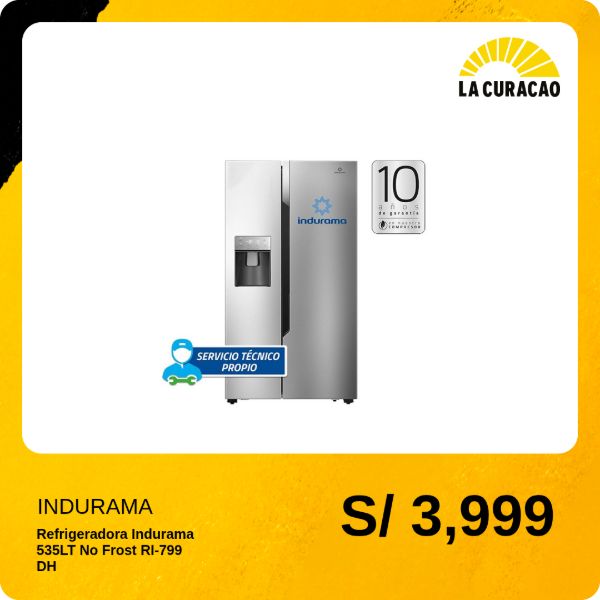 LA CURACAO
10
años
de garantía
en nuestro
COMPRESOR
indurama
SERVICIO TÉCNICO
PROPIO
INDURAMA
S/ 3,999
Refrigeradora Indurama
535LT No Frost RI-799
DH